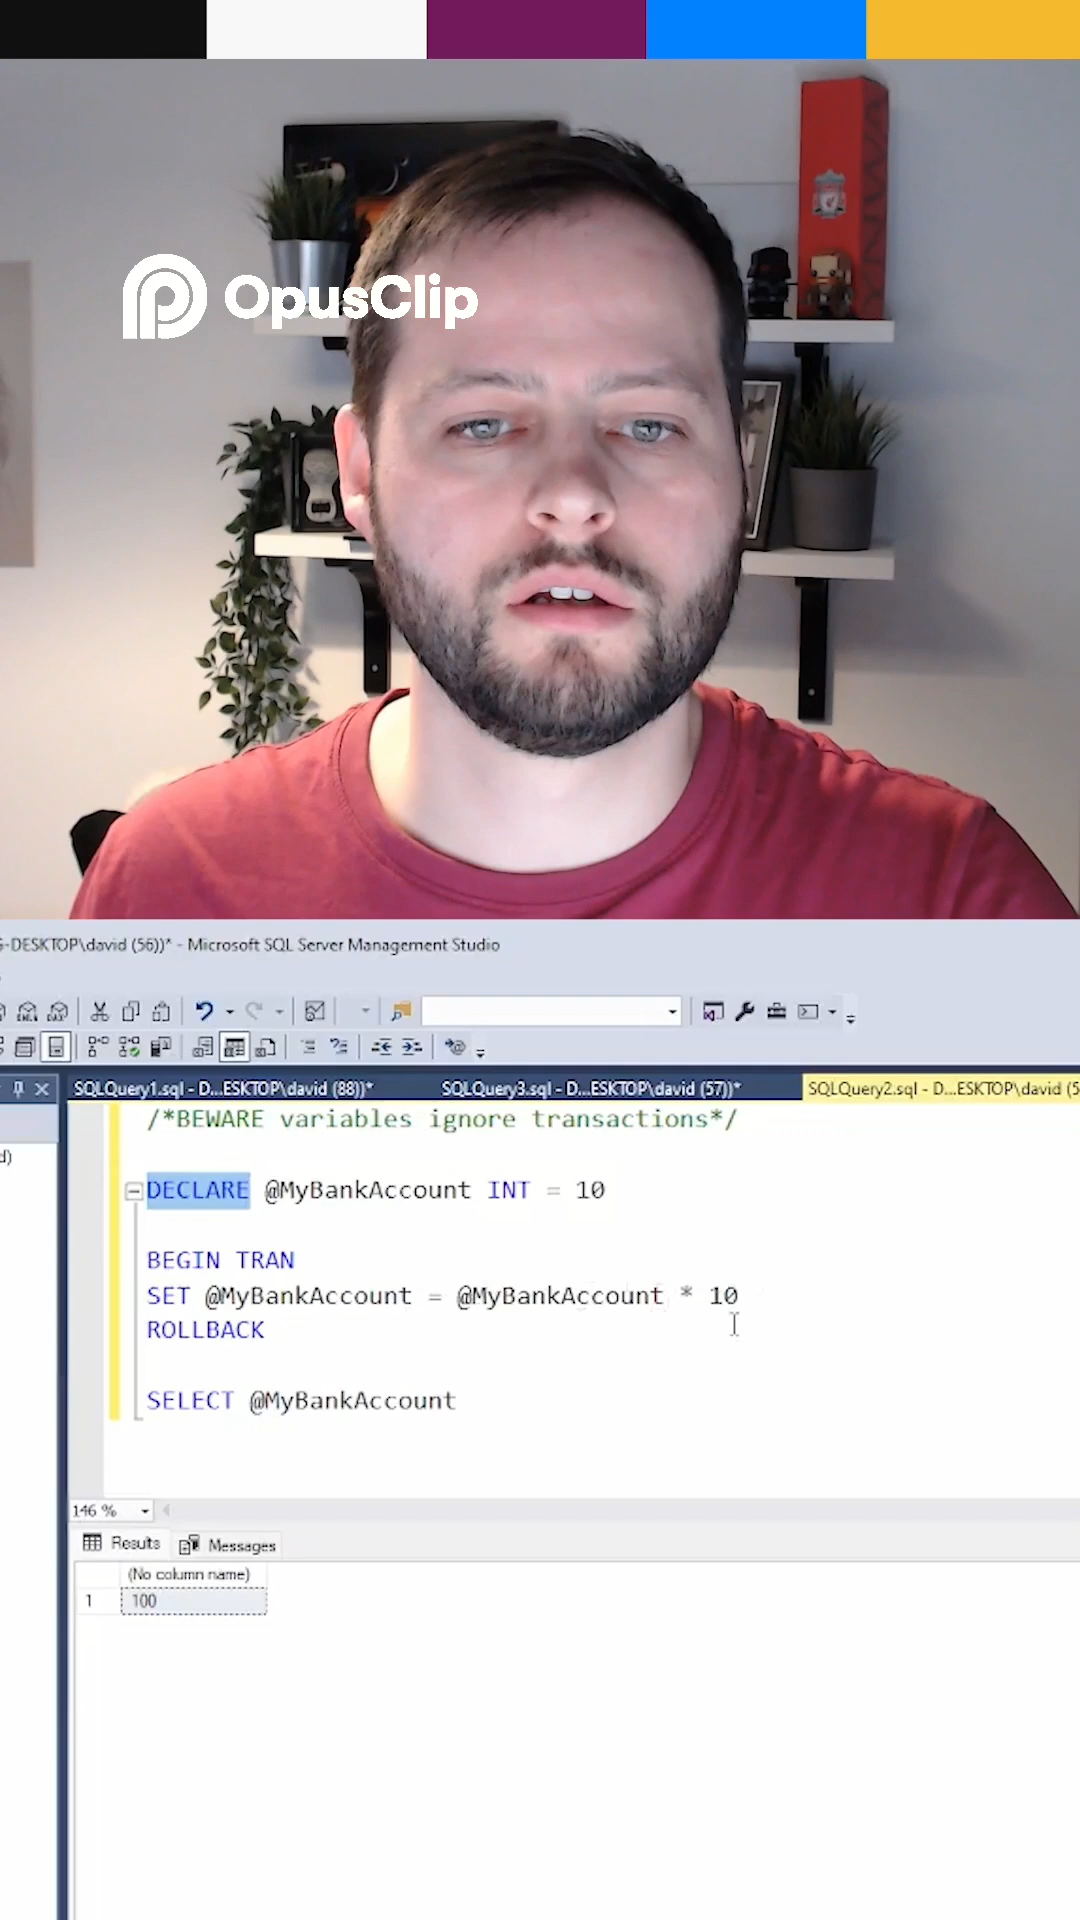 YNWA
OpusClip
G-DESKTOP\david (56))* - Microsoft SQL Server Management Studio
SQLQuery1.sql - D...ESKTOP\david (88))*
SQLQuery3.sql - D...ESKTOP\david (57))*
SQLQuery2.sql - D...ESKTOP\david (5
d)
/*BEWARE variables ignore transactions*/
DECLARE @MyBankAccount INT = 10
BEGIN TRAN
SET @MyBankAccount = @MyBankAccount * 10
ROLLBACK
SELECT @MyBankAccount
146 %
Results
Messages
(No column name)
1 100